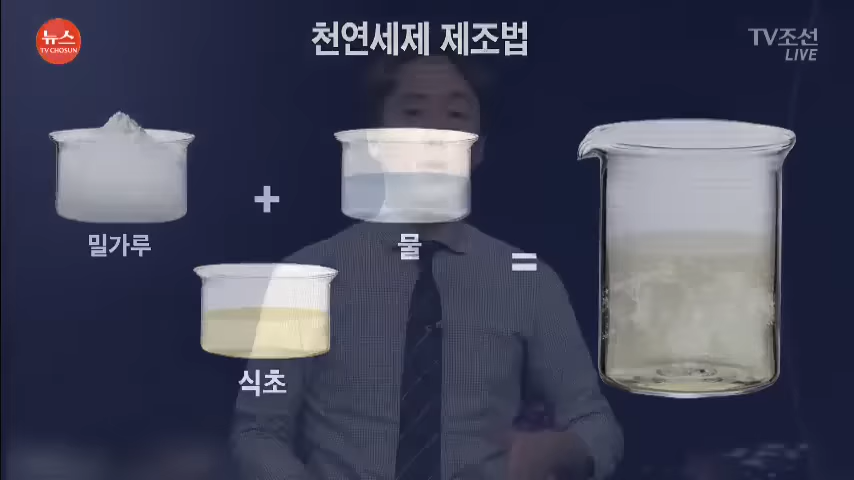 뉴스
TV CHOSUN
천연세제 제조법
TV조선
LIVE
밀가루
+
물
=
식초